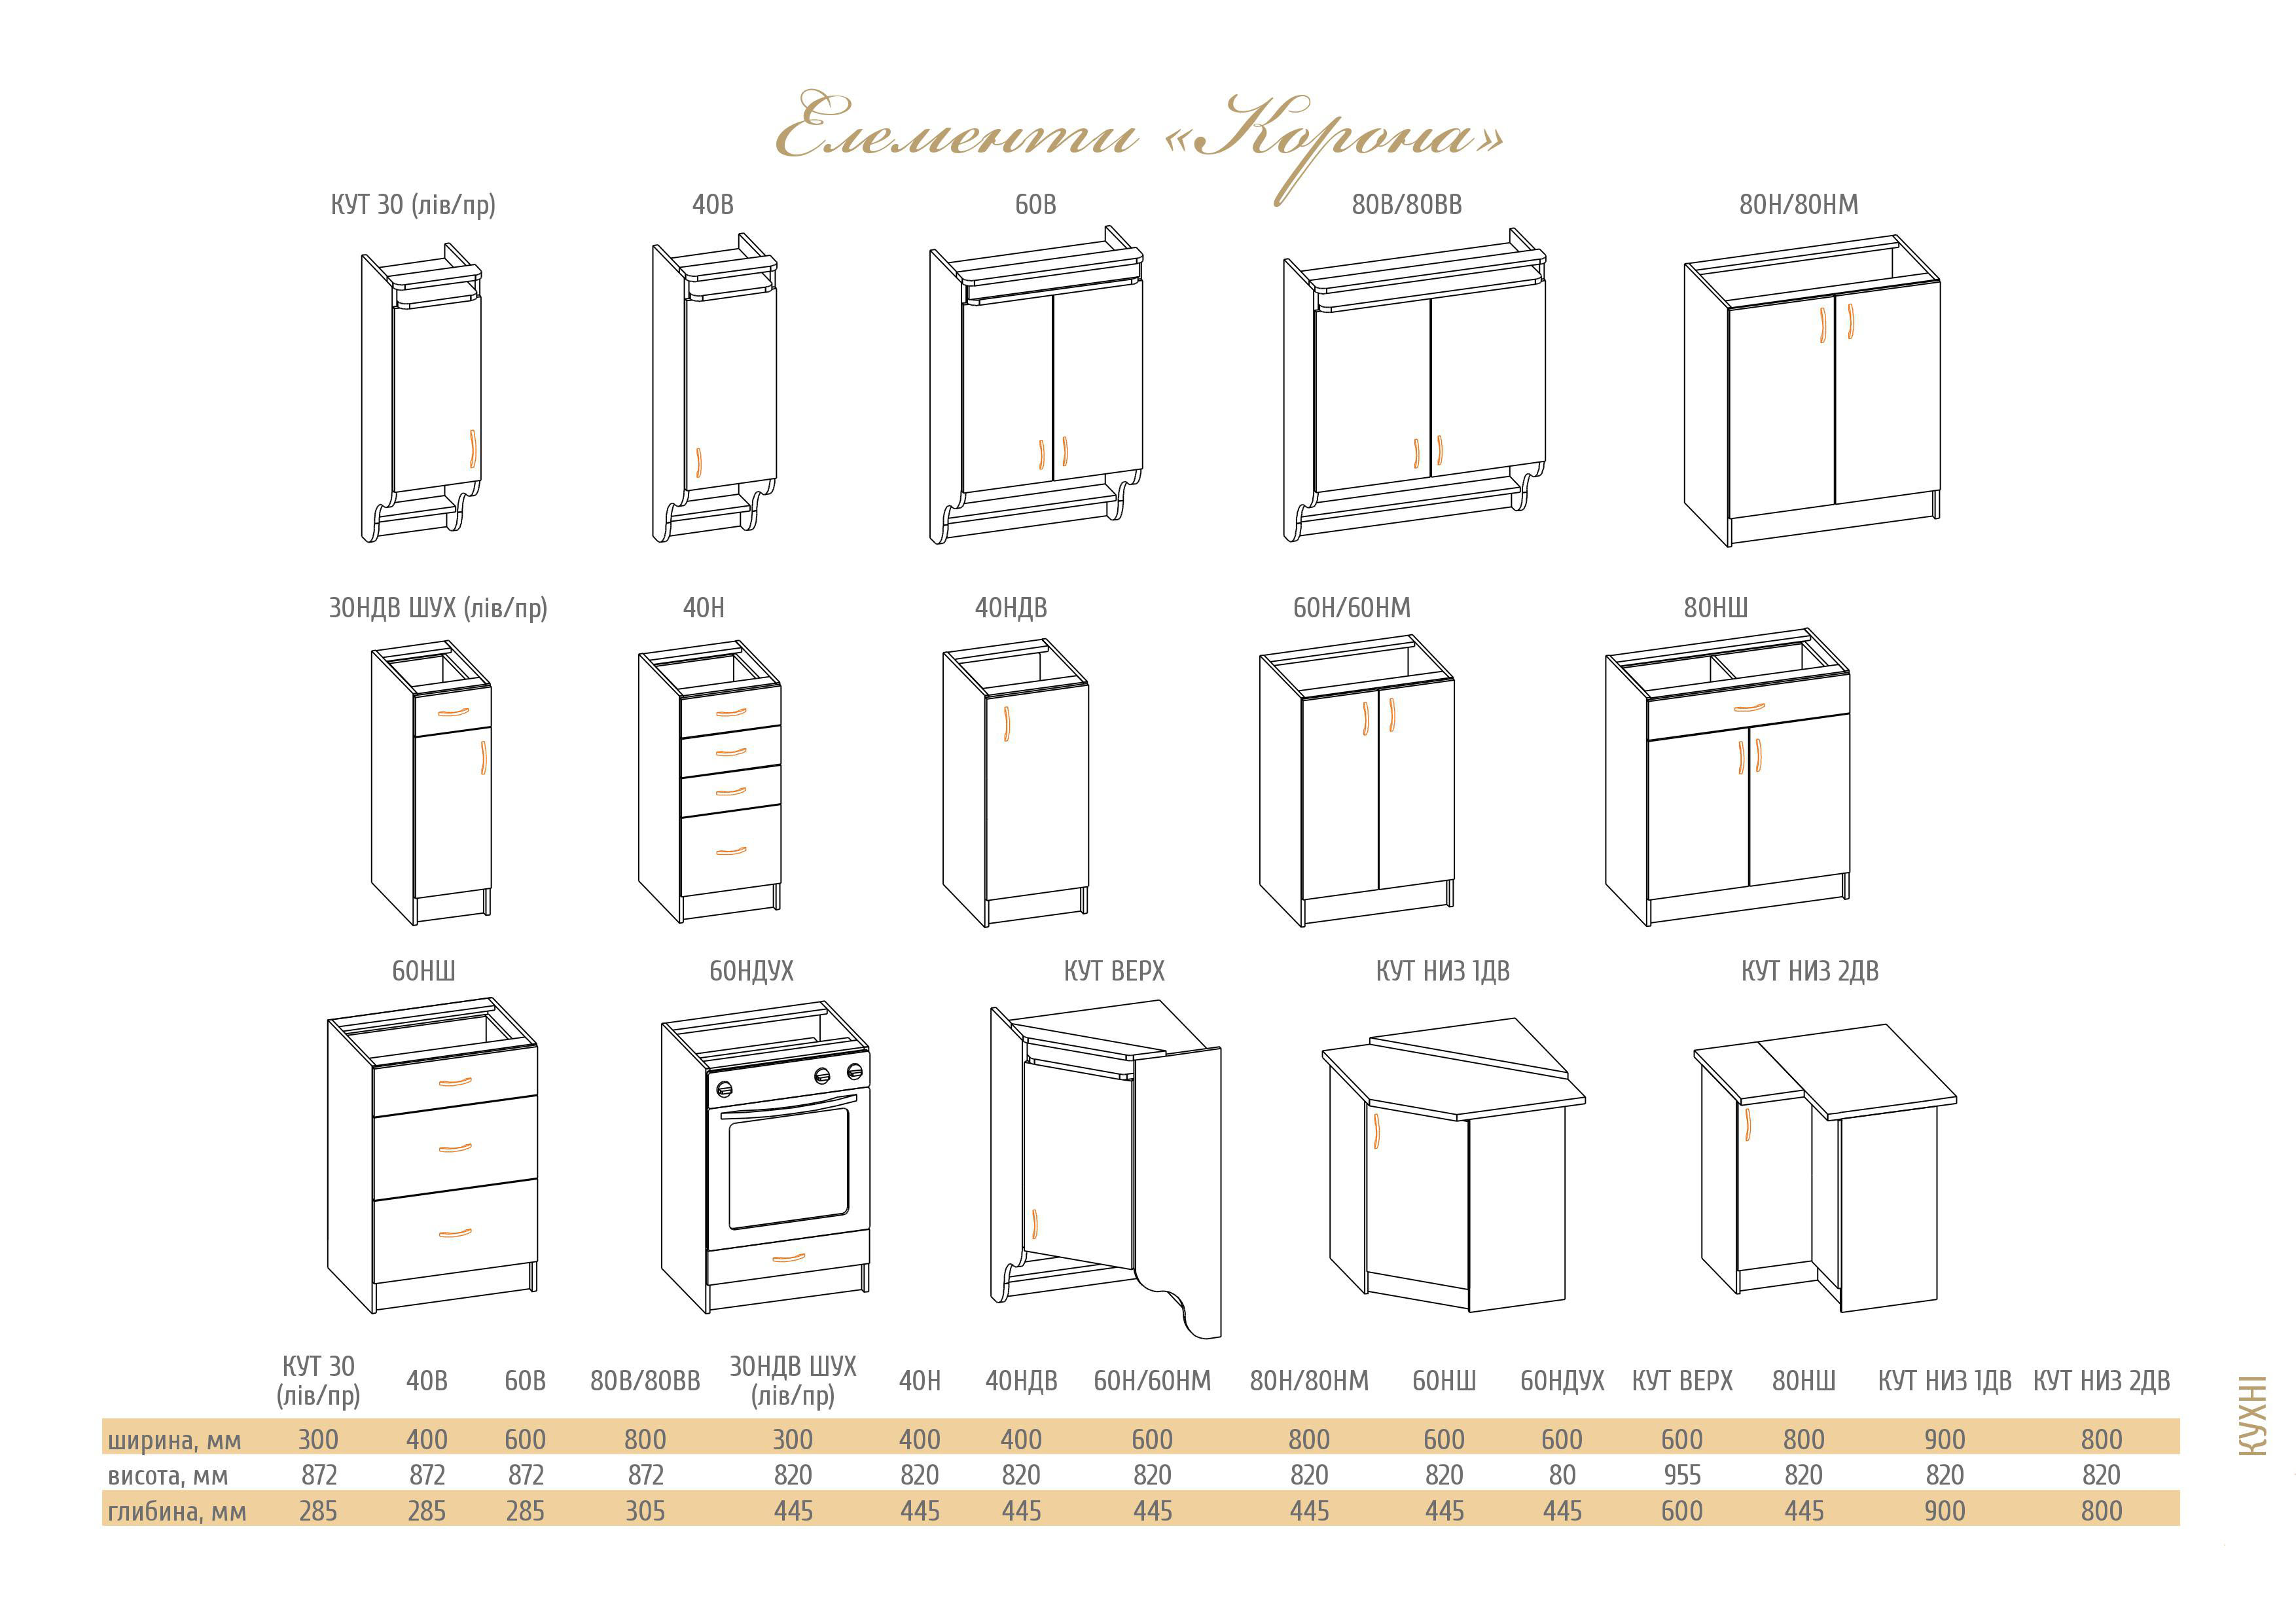 Елементи «Корона»
КУТ 30 (лів/пр) 40В 60В 80В/80ВВ 80Н/80НМ
30НДВ ШУХ (лів/пр) 40Н 40НДВ 60Н/60НМ 80НШ
60НШ 60НДУХ КУТ ВЕРХ КУТ НИЗ 1ДВ КУТ НИЗ 2ДВ
КУТ 30 (лів/пр) 40В 60В 80В/80ВВ 30НДВ ШУХ (лів/пр) 40Н 40НДВ 60Н/60НМ 80Н/80НМ 60НШ 60НДУХ КУТ ВЕРХ 80НШ КУТ НИЗ 1ДВ КУТ НИЗ 2ДВ
ширина, мм 300 400 600 800 300 400 400 600 800 600 600 600 800 900 800
висота, мм 872 872 872 872 820 820 820 820 820 820 80 955 820 820 820
глибина, мм 285 285 285 305 445 445 445 445 445 445 445 600 445 900 800
КУХНІ